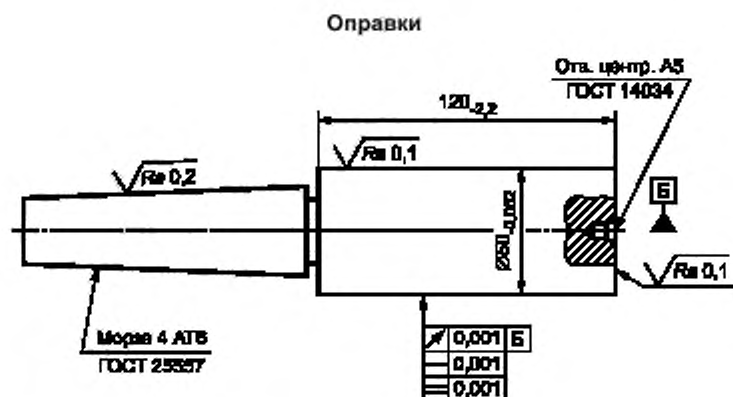 Оправки
Отв. центр. А5
ГОСТ 14034
120-2,2
Ra 0,1
Ra 0,2
Б
Ra 0,1
Морзе 4 АТ6
ГОСТ 25557
0,001 Б
0,001
0,001